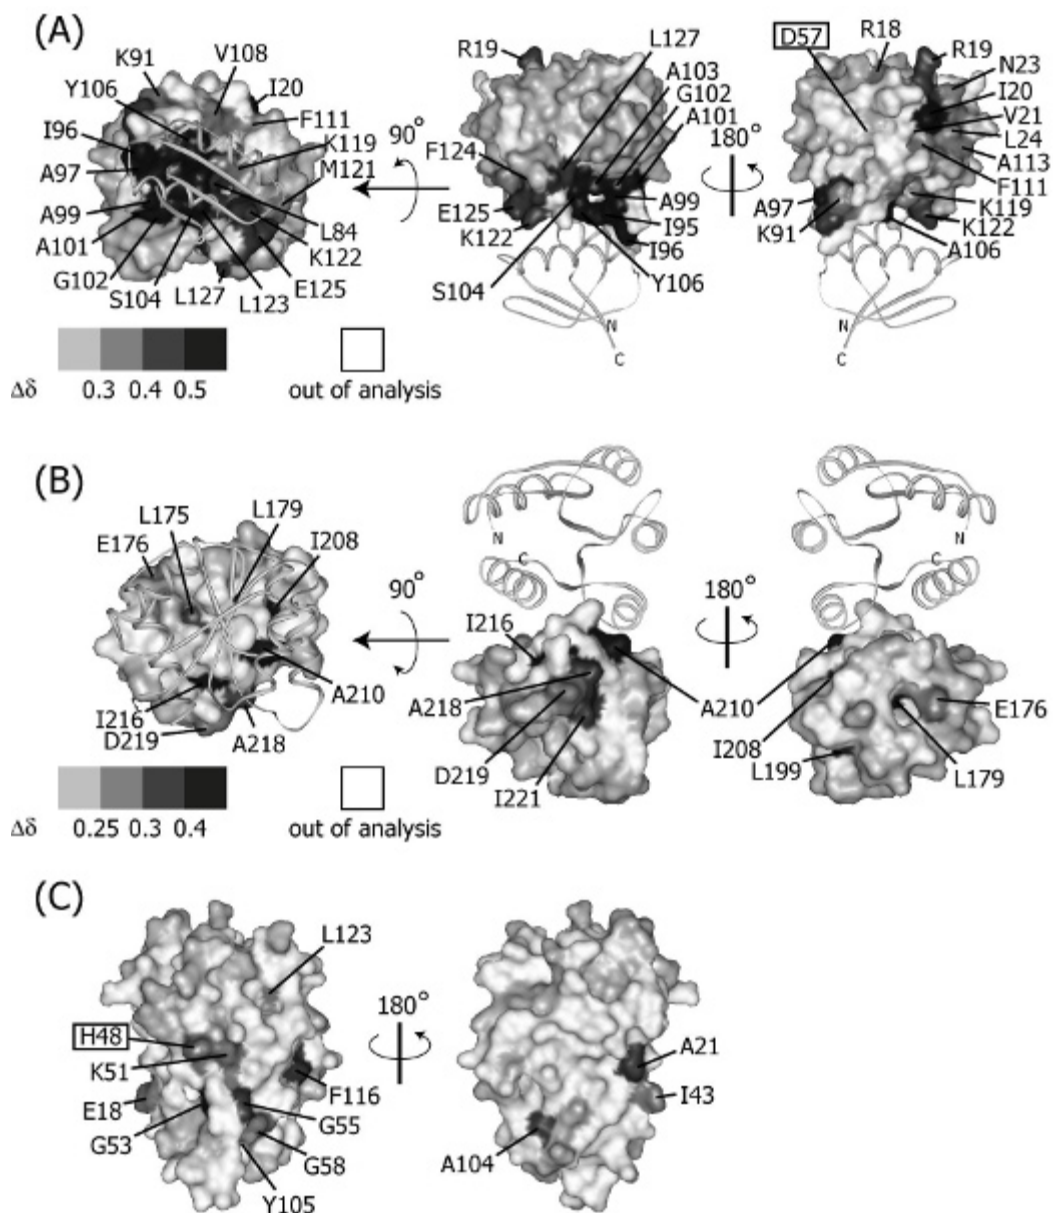 (A)
K91
V108
Y106
I20
I96
F111
K119
A97
M121
A99
A101
L84
G102
K122
S104
L127
L123
E125
90°
R19
L127
A103
G102
A101
F124
E125
K122
A99
I95
I96
S104
Y106
N
C
180°
D57
R18
R19
N23
I20
V21
L24
A113
F111
A97
K119
K91
K122
A106
N
C
Δδ
0.3 0.4 0.5
out of analysis
(B)
L175
L179
E176
I208
A210
I216
D219
A218
90°
N
C
I216
A218
D219
I221
180°
A210
N
C
E176
I208
L199
L179
Δδ
0.25 0.3 0.4
out of analysis
(C)
L123
H48
K51
E18
F116
G53
G55
G58
Y105
180°
A21
I43
A104